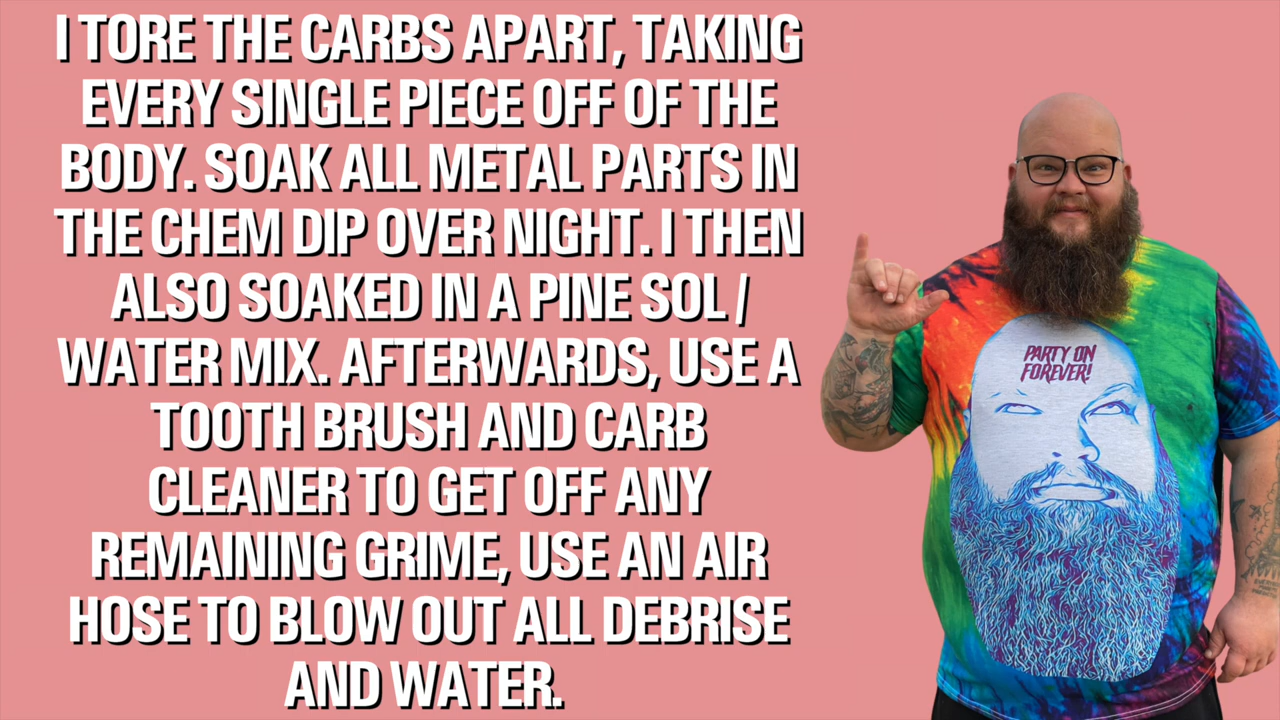 I TORE THE CARBS APART, TAKING
EVERY SINGLE PIECE OFF OF THE
BODY. SOAK ALL METAL PARTS IN
THE CHEM DIP OVER NIGHT. I THEN
ALSO SOAKED IN A PINE SOL /
WATER MIX. AFTERWARDS, USE A
TOOTH BRUSH AND CARB
CLEANER TO GET OFF ANY
REMAINING GRIME, USE AN AIR
HOSE TO BLOW OUT ALL DEBRISE
AND WATER.
PARTY ON
FOREVER!